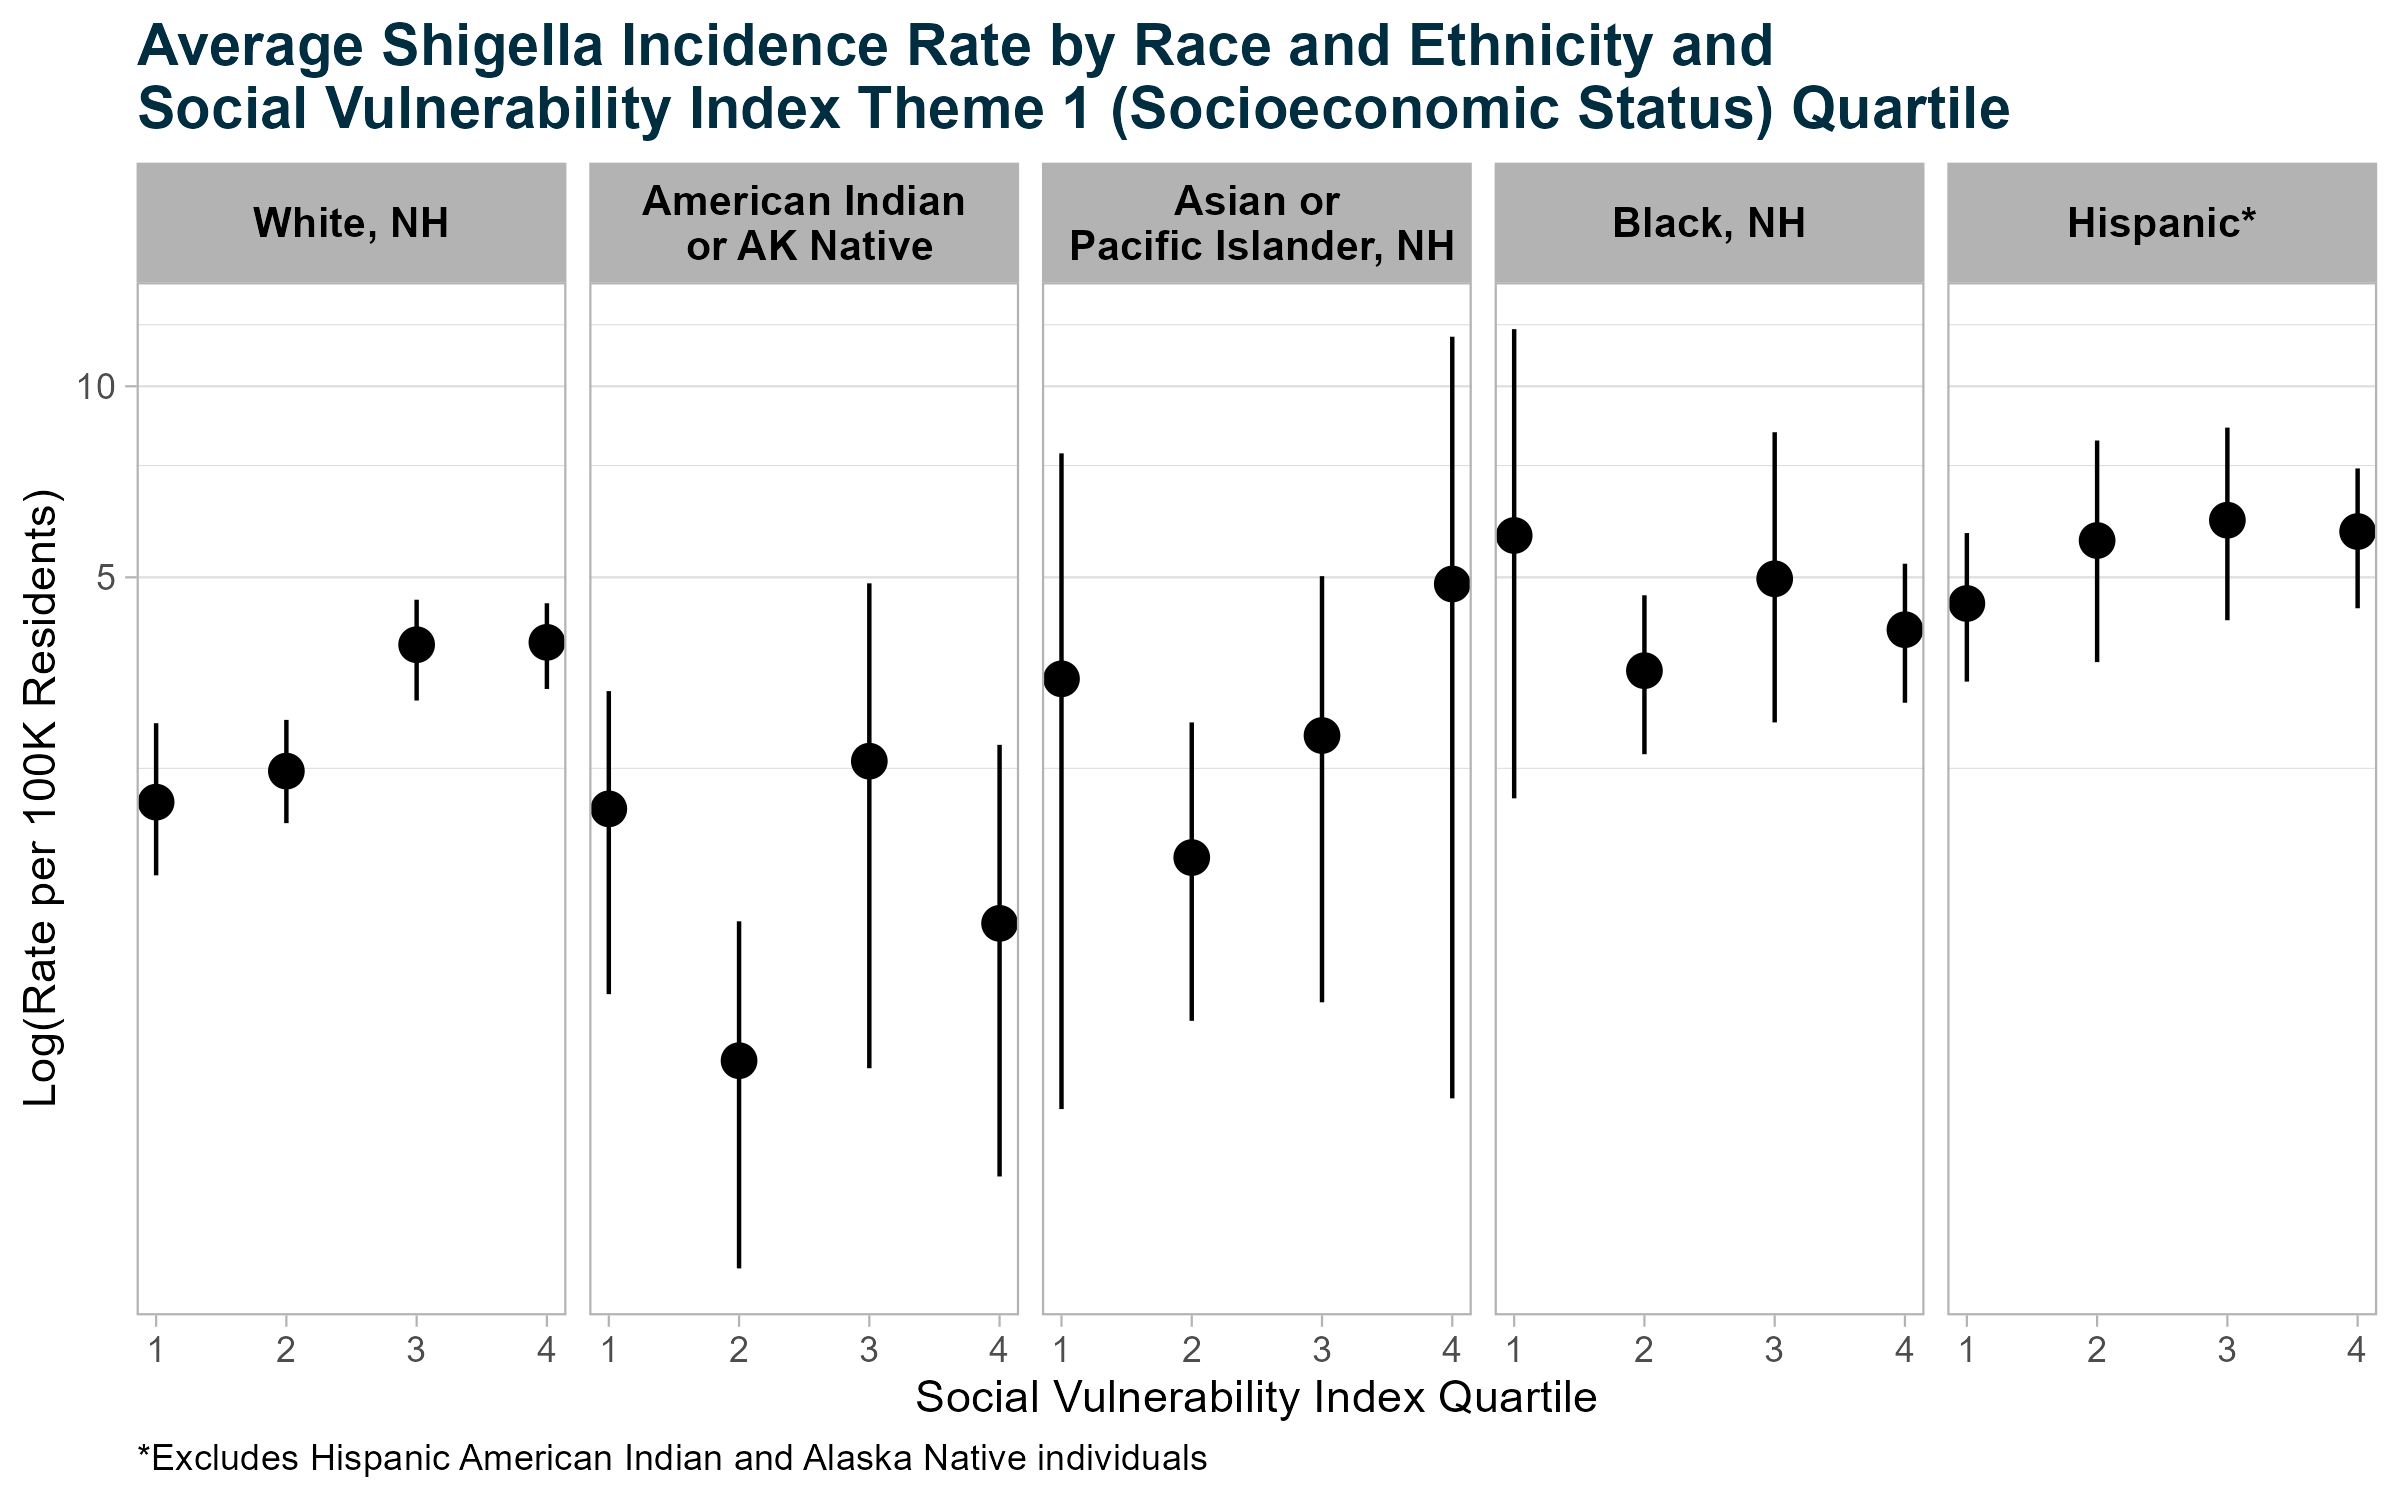 Average Shigella Incidence Rate by Race and Ethnicity and
Social Vulnerability Index Theme 1 (Socioeconomic Status) Quartile
White, NH
American Indian
or AK Native
Asian or
Pacific Islander, NH
Black, NH
Hispanic*
10
5
Log(Rate per 100K Residents)
1 2 3 4 1 2 3 4 1 2 3 4 1 2 3 4 1 2 3 4
Social Vulnerability Index Quartile
*Excludes Hispanic American Indian and Alaska Native individuals